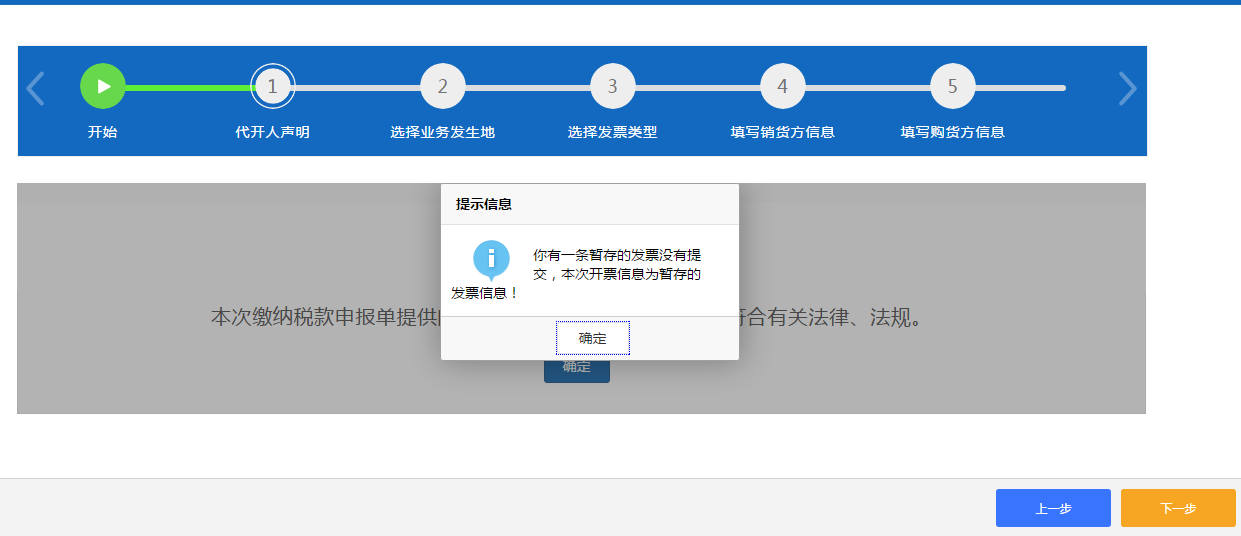 1
2
3
4
5
开始
代开人声明
选择业务发生地
选择发票类型
填写销货方信息
填写购货方信息
提示信息
你有一条暂存的发票没有提
交，本次开票信息为暂存的
发票信息！
本次缴纳税款申报单提供 符合有关法律、法规。
确定
确定
上一步
下一步